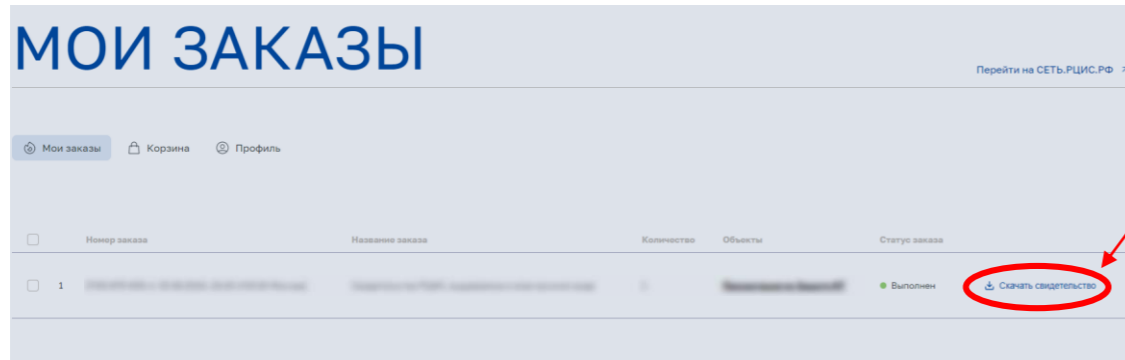 МОИ ЗАКАЗЫ
Перейти на СЕТЬ.РЦИС.РФ
Мои заказы Корзина Профиль
Номер заказа Название заказа Количество Объекты Статус заказа
1 Выполнен Скачать свидетельство